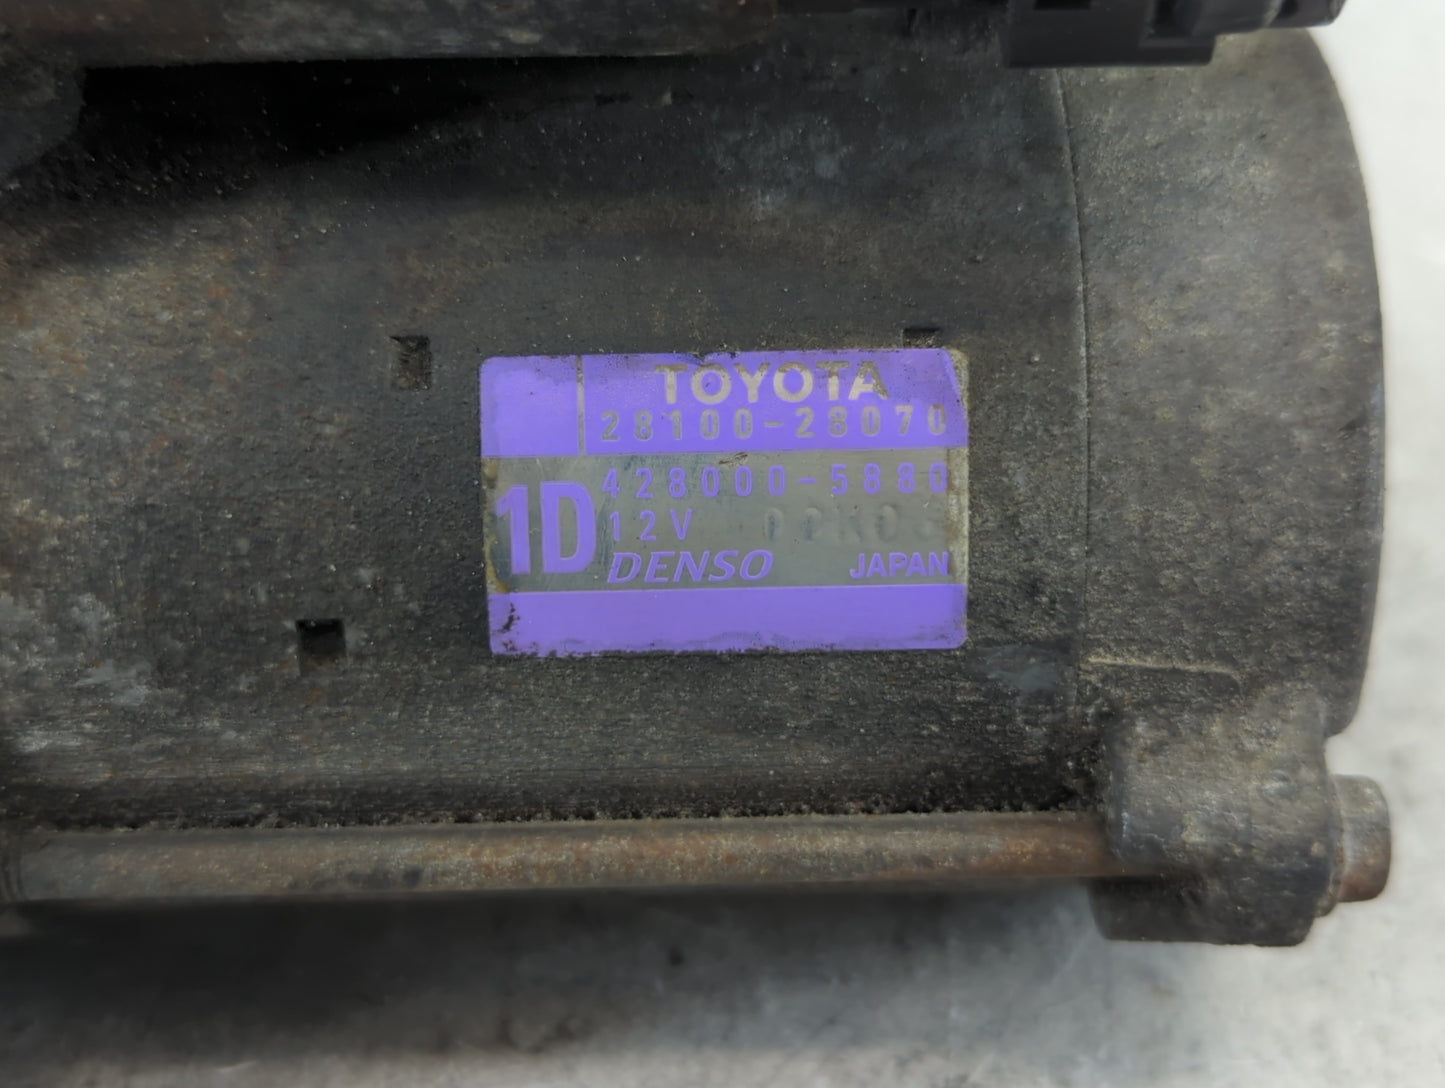 TOYOTA
28100-28070
428000-5880
1D
12V
DENSO JAPAN